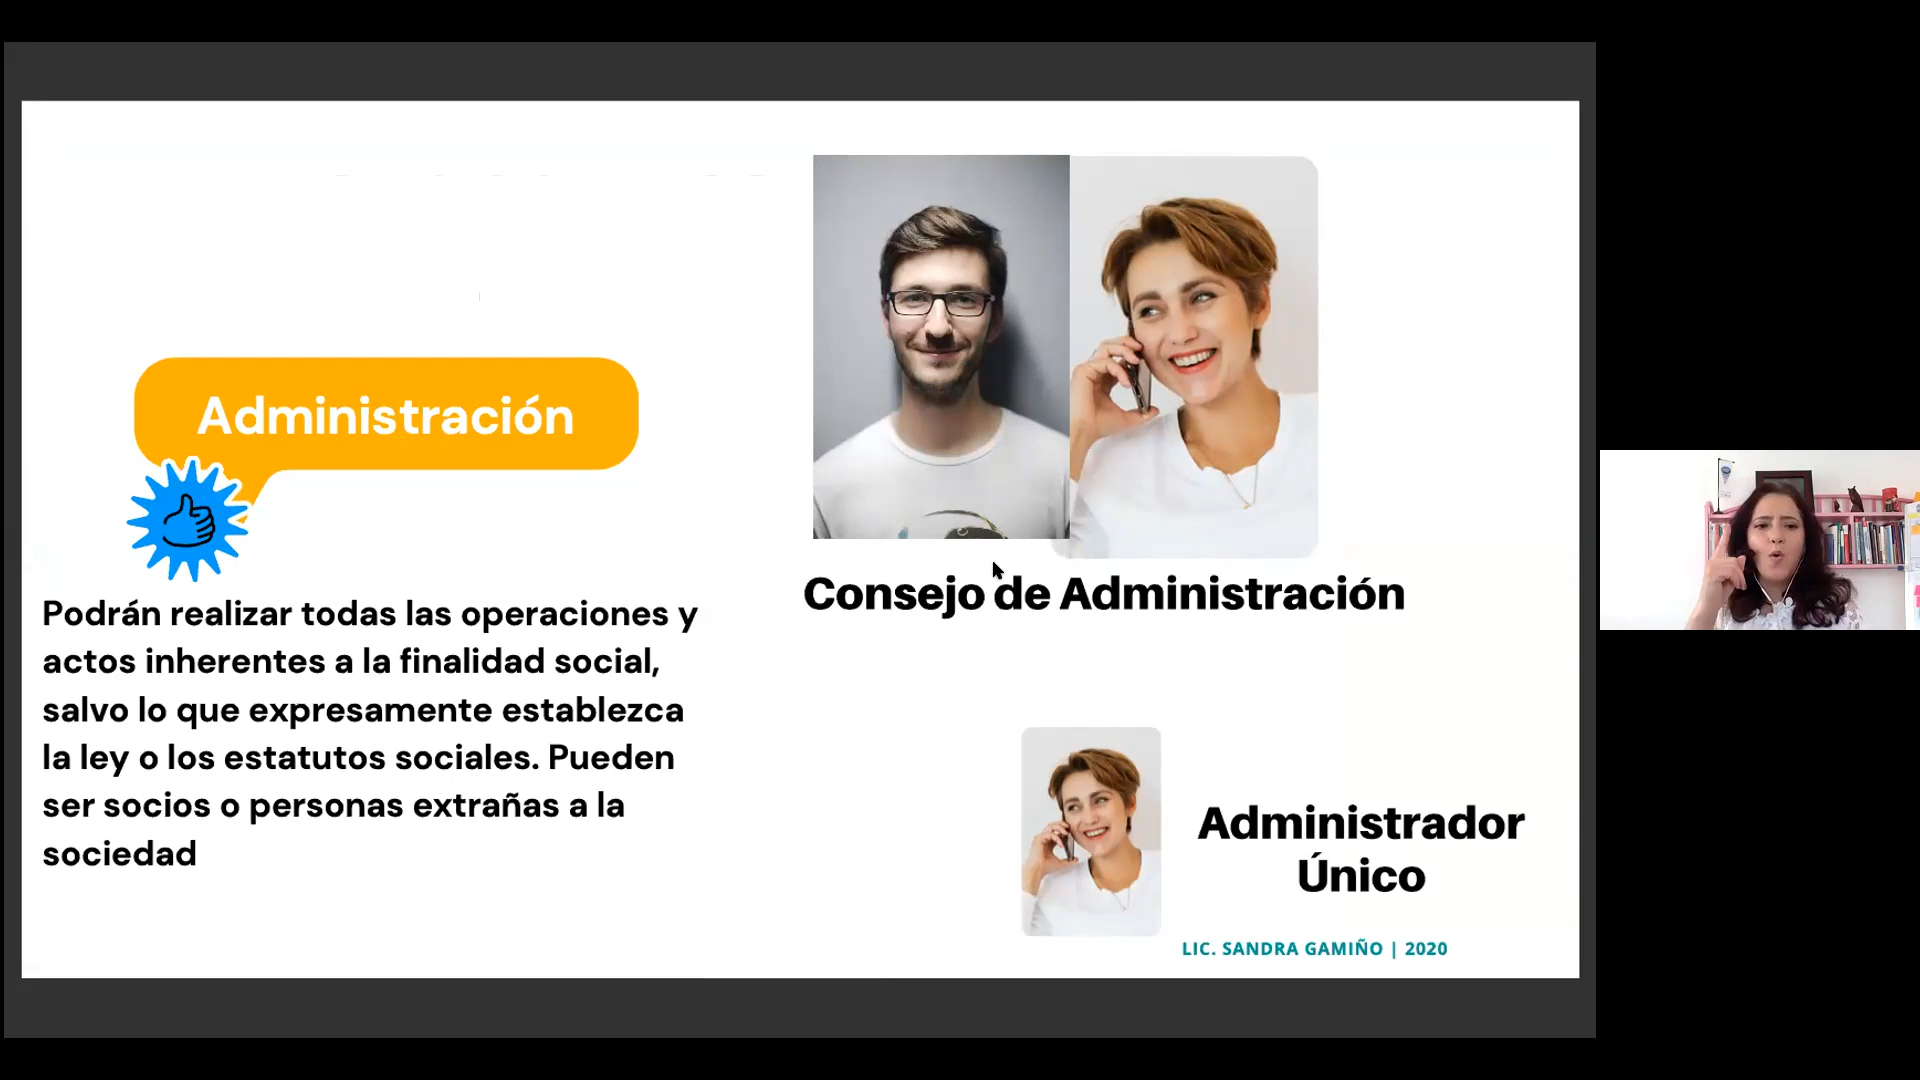 Administración
Podrán realizar todas las operaciones y
actos inherentes a la finalidad social,
salvo lo que expresamente establezca
la ley o los estatutos sociales. Pueden
ser socios o personas extrañas a la
sociedad
Consejo de Administración
Administrador
Único
LIC. SANDRA GAMIÑO | 2020